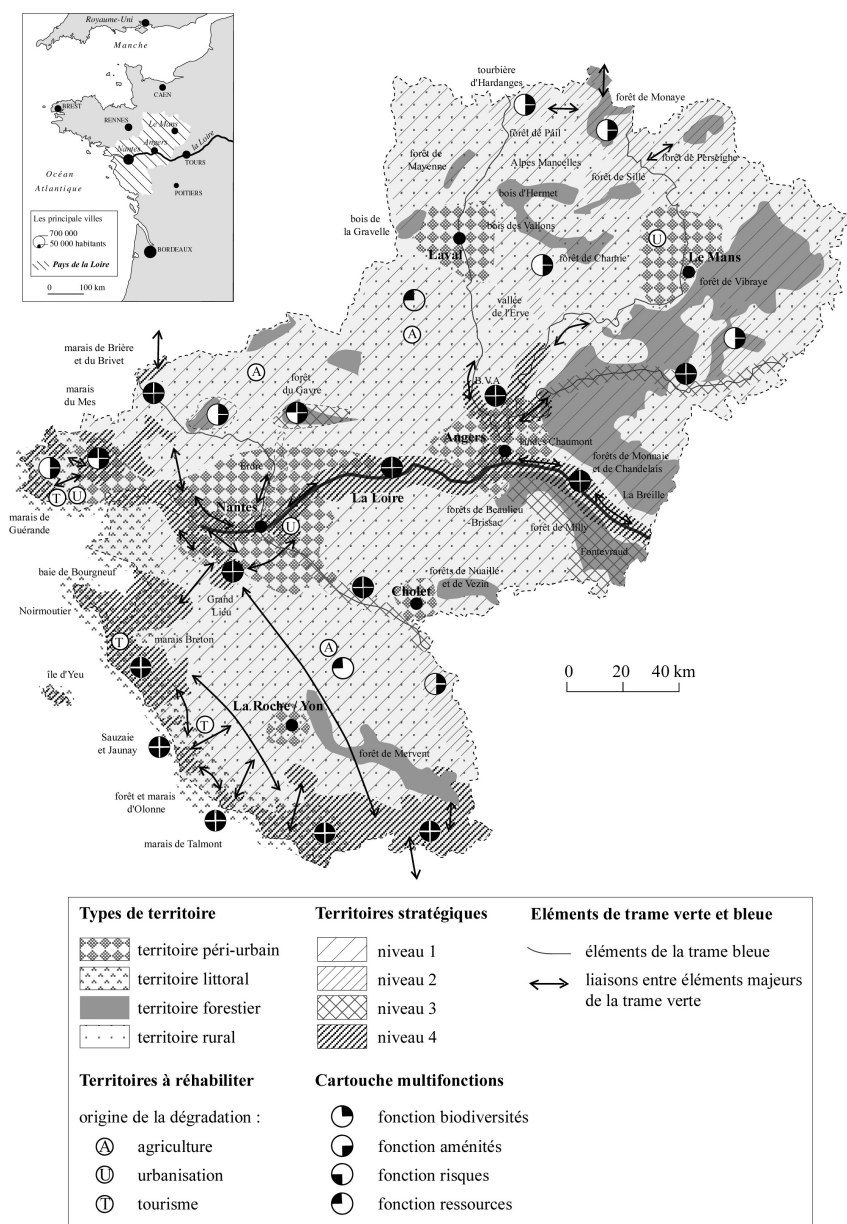 Royaume-Uni
Manche
CAEN
BREST
RENNES
Le Mans
Angers
la Loire
Nantes
TOURS
Océan
Atlantique
POITIERS
Les principale villes
700 000
50 000 habitants
Pays de la Loire
BORDEAUX
0 100 km
tourbière
d'Hardanges
forêt de Monaye
forêt de Pail
forêt de Perseigne
forêt de
Mayenne
Alpes Mancelles
forêt de Sillé
bois d'Hermet
bois de
la Gravelle
bois des Vallons
U
Laval
forêt de Charnie
Le Mans
forêt de Vibraye
vallée
de l'Erve
A
marais de Brière
et du Brivet
A
forêt
du Gavre
B.V.A
marais
du Mes
Angers
landes Chaumont
forêts de Monnaie
et de Chandelais
Erdre
La Loire
La Breille
T
U
Nantes
U
marais de
Guérande
forêts de Beaulieu
-Brissac
forêt de Milly
Fontevraud
baie de Bourgneuf
Grand
Lieu
forêts de Nuaillé
et de Vezin
Cholet
Noirmoutier
T
marais Breton
A
île d'Yeu
0 20 40 km
La Roche / Yon
T
Sauzaie
et Jaunay
forêt de Mervent
forêt et marais
d'Olonne
marais de Talmont
Types de territoire
territoire péri-urbain
territoire littoral
territoire forestier
territoire rural
Territoires stratégiques
niveau 1
niveau 2
niveau 3
niveau 4
Eléments de trame verte et bleue
éléments de la trame bleue
liaisons entre éléments majeurs
de la trame verte
Territoires à réhabiliter
origine de la dégradation :
A agriculture
U urbanisation
T tourisme
Cartouche multifonctions
fonction biodiversités
fonction aménités
fonction risques
fonction ressources